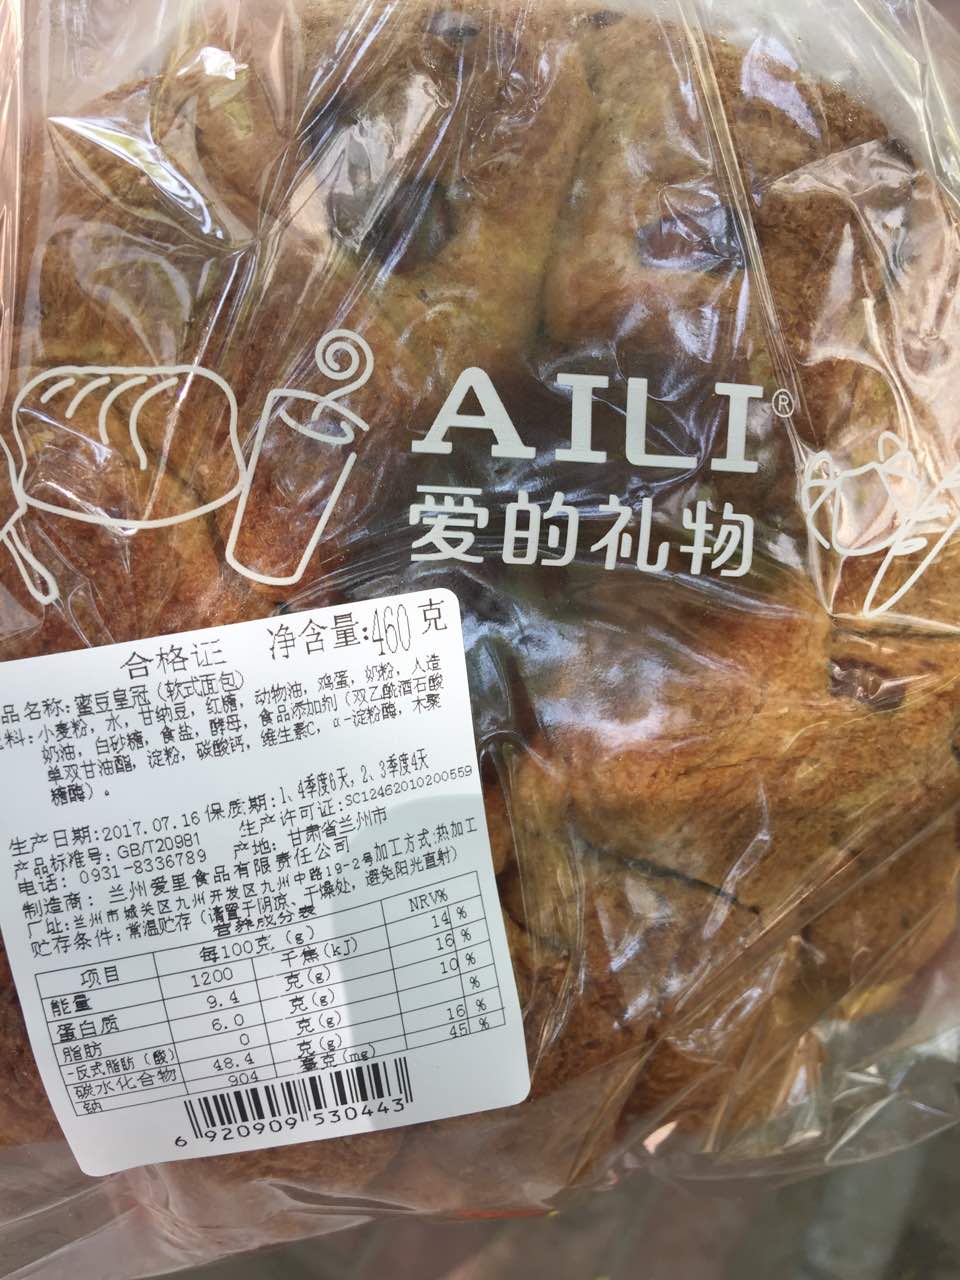 AILI®
爱的礼物
合格证 净含量:460克
品名称:蜜豆皇冠(软式面包)
料:小麦粉,水,甘纳豆,红糖,动物油,鸡蛋,奶粉,人造
奶油,白砂糖,食盐,酵母,食品添加剂(双乙酰酒石酸
单双甘油酯,淀粉,碳酸钙,维生素C,α-淀粉酶,木聚
糖酶)。
生产日期:2017.07.16 保质期:1、4季度6天,2、3季度4天
产品标准号:GB/T20981 生产许可证:SC12462010200559
电话:0931-8336789 产地:甘肃省兰州市
制造商:兰州爱里食品有限责任公司
厂址:兰州市城关区九州开发区九州中路19-2号加工方式:热加工
贮存条件:常温贮存(请置于阴凉、干燥处,避免阳光直射)
营养成分表
项目 每100克(g) NRV%
能量 1200 千焦(kJ) 14 %
蛋白质 9.4 克(g) 16 %
脂肪 6.0 克(g) 10 %
-反式脂肪(酸) 0 克(g) %
碳水化合物 48.4 克(g) 16 %
钠 904 毫克(mg) 45 %
6 920909 530443